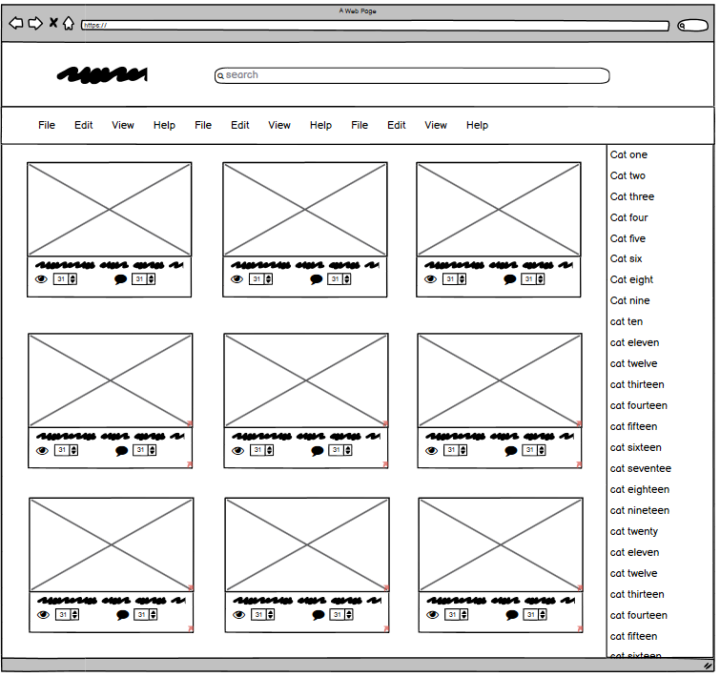 A Web Page
https://
search
File Edit View Help File Edit View Help File Edit View Help
Cat one
Cat two
Cat three
Cat four
Cat five
Cat six
Cat eight
Cat nine
cat ten
cat eleven
cat twelve
cat thirteen
cat fourteen
cat fifteen
cat sixteen
cat seventee
cat eighteen
cat nineteen
cat twenty
cat eleven
cat twelve
cat thirteen
cat fourteen
cat fifteen
cat sixteen
31 31 31 31 31 31
31 31 31 31 31 31
31 31 31 31 31 31